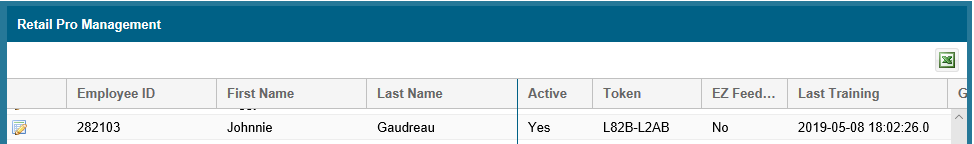 Retail Pro Management
Employee ID First Name Last Name Active Token EZ Feed... Last Training G
282103 Johnnie Gaudreau Yes L82B-L2AB No 2019-05-08 18:02:26.0